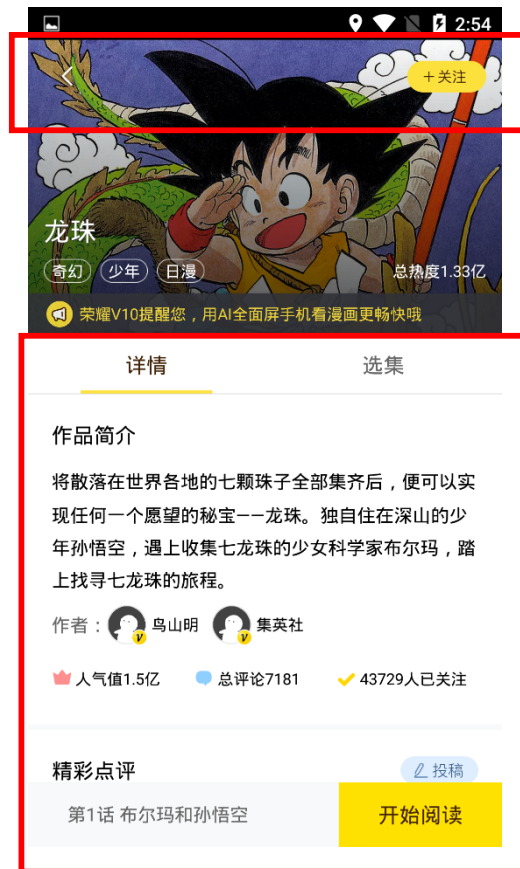 2:54
+关注
龙珠
奇幻 少年 日漫 总热度1.33亿
荣耀V10提醒您，用AI全面屏手机看漫画更畅快哦
详情 选集
作品简介
将散落在世界各地的七颗珠子全部集齐后，便可以实
现任何一个愿望的秘宝——龙珠。独自住在深山的少
年孙悟空，遇上收集七龙珠的少女科学家布尔玛，踏
上找寻七龙珠的旅程。
作者： 鸟山明 集英社
人气值1.5亿 总评论7181 43729人已关注
精彩点评 投稿
第1话 布尔玛和孙悟空 开始阅读